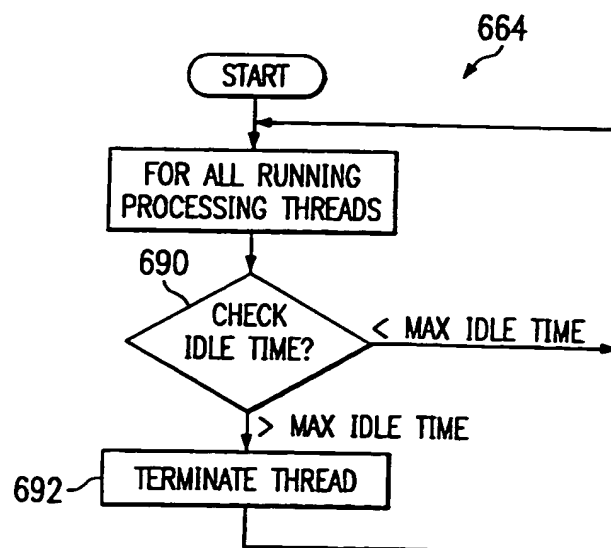 664
START
FOR ALL RUNNING
PROCESSING THREADS
690
CHECK
IDLE TIME?
< MAX IDLE TIME
> MAX IDLE TIME
692
TERMINATE THREAD